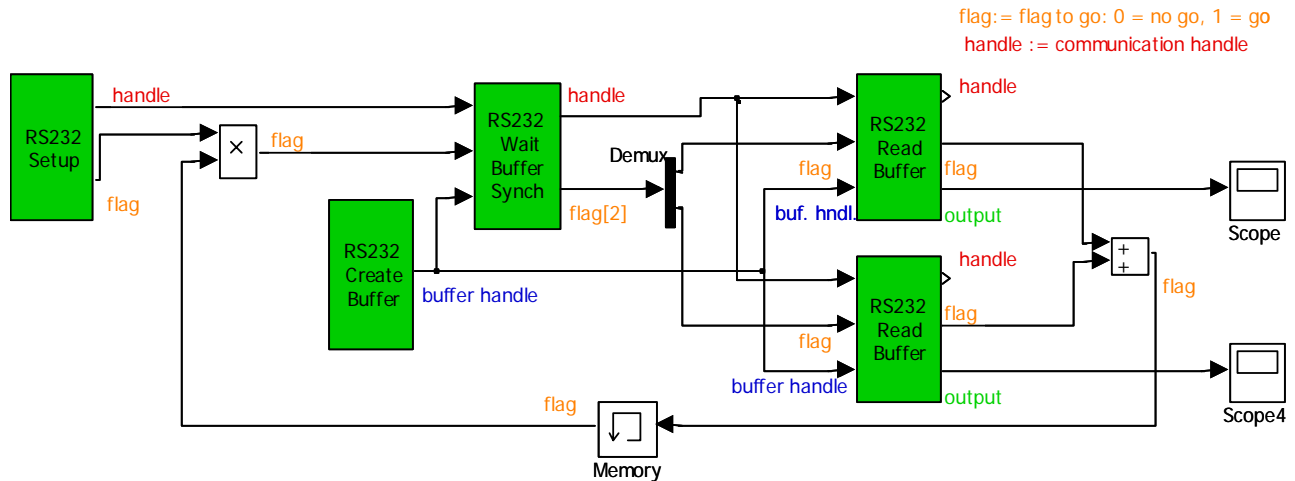 flag:= flag to go: 0 = no go, 1 = go
handle := communication handle
RS232
Setup
handle
flag
×
flag
RS232
Create
Buffer
buffer handle
RS232
Wait
Buffer
Synch
handle
flag[2]
Demux
flag
buf. hndl.
RS232
Read
Buffer
handle
flag
output
Scope
flag
buffer handle
RS232
Read
Buffer
handle
flag
output
+
+
flag
Scope4
flag
Memory